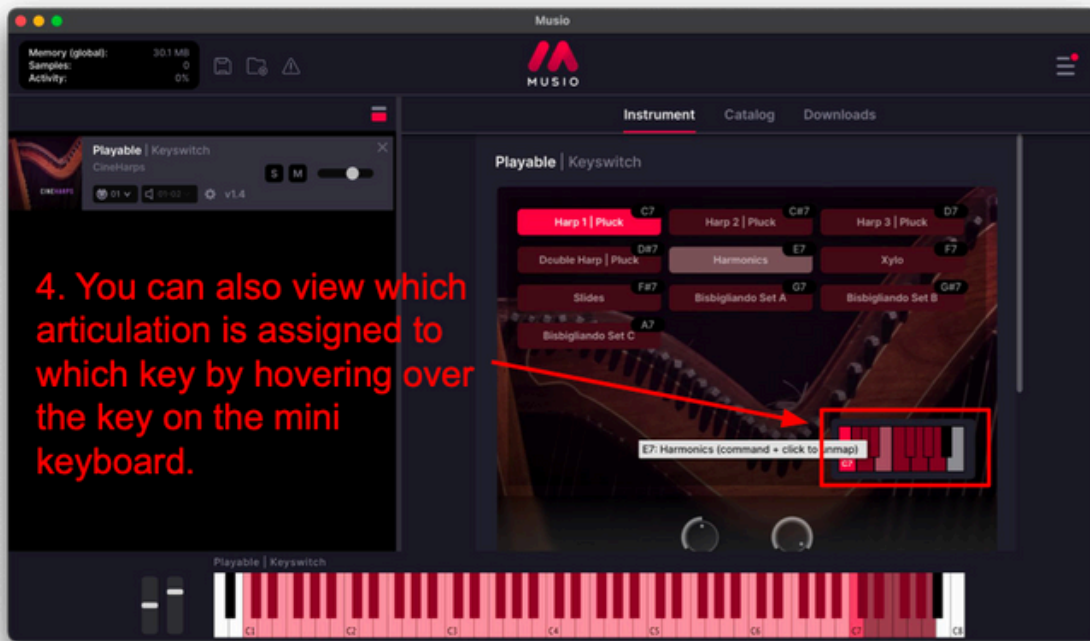 Musio
Memory (global): 30.1 MB
Samples: 0
Activity: 0%
MUSIO
Instrument Catalog Downloads
Playable | Keyswitch
CineHarps
S M
CINEHARPS
01 01-02 v1.4
Playable | Keyswitch
Harp 1 | Pluck C7
Harp 2 | Pluck C#7
Harp 3 | Pluck D7
Double Harp | Pluck D#7
Harmonics E7
Xylo F7
Slides F#7
Bisbigliando Set A G7
Bisbigliando Set B G#7
Bisbigliando Set C A7
4. You can also view which
articulation is assigned to
which key by hovering over
the key on the mini
keyboard.
E7: Harmonics (command + click to unmap)
C7
Playable | Keyswitch
C1 C2 C3 C4 C5 C6 C7 C8